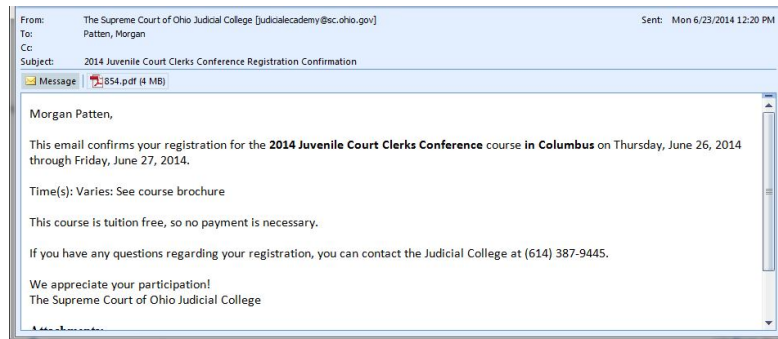 From: The Supreme Court of Ohio Judicial College [judicialecademy@sc.ohio.gov] Sent: Mon 6/23/2014 12:20 PM
To: Patten, Morgan
Cc:
Subject: 2014 Juvenile Court Clerks Conference Registration Confirmation
Message 854.pdf (4 MB)
Morgan Patten,
This email confirms your registration for the 2014 Juvenile Court Clerks Conference course in Columbus on Thursday, June 26, 2014
through Friday, June 27, 2014.
Time(s): Varies: See course brochure
This course is tuition free, so no payment is necessary.
If you have any questions regarding your registration, you can contact the Judicial College at (614) 387-9445.
We appreciate your participation!
The Supreme Court of Ohio Judicial College